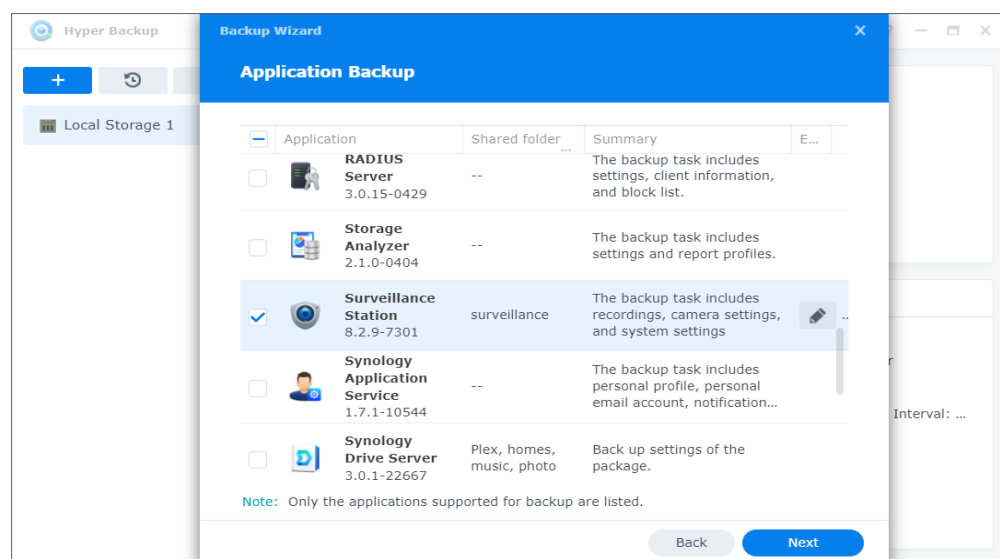 Hyper Backup
Backup Wizard
Application Backup
Local Storage 1
Application
Shared folder ...
Summary
E...
RADIUS
Server
3.0.15-0429
--
The backup task includes
settings, client information,
and block list.
Storage
Analyzer
2.1.0-0404
--
The backup task includes
settings and report profiles.
Surveillance
Station
8.2.9-7301
surveillance
The backup task includes
recordings, camera settings,
and system settings
..
Synology
Application
Service
1.7.1-10544
--
The backup task includes
personal profile, personal
email account, notification...
Interval: ...
Synology
Drive Server
3.0.1-22667
Plex, homes,
music, photo
Back up settings of the
package.
Note: Only the applications supported for backup are listed.
Back
Next